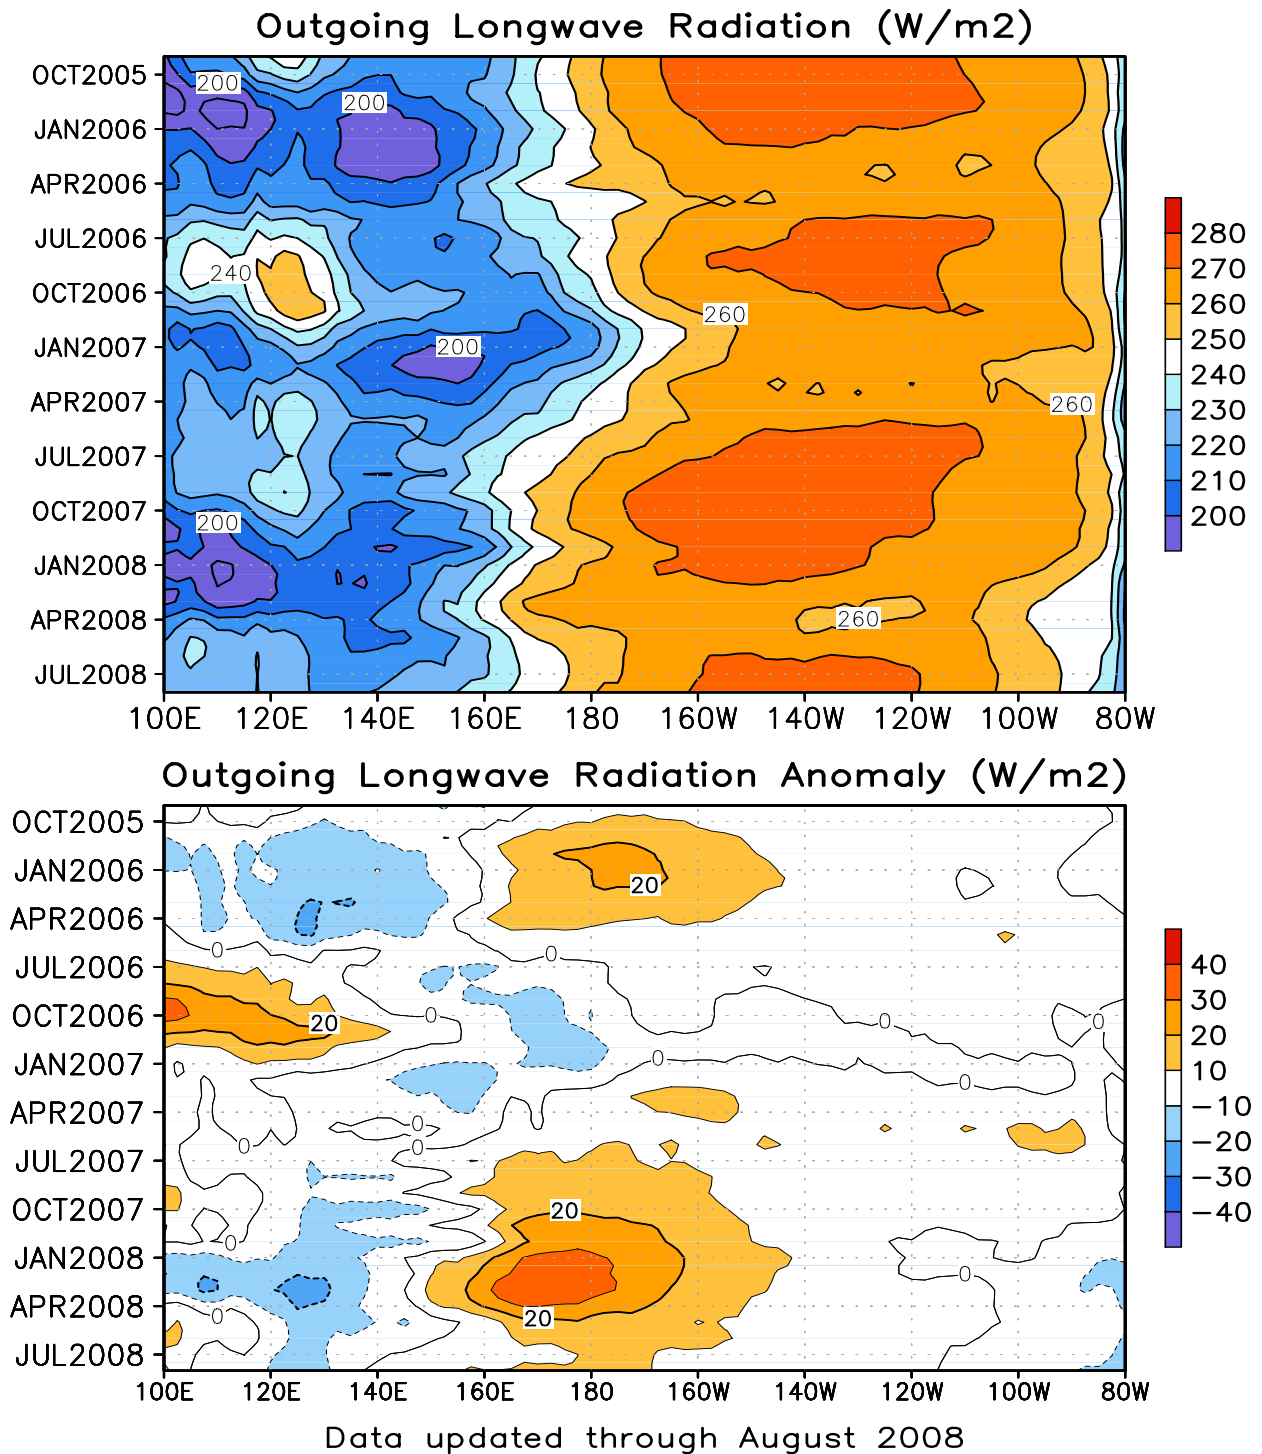 Outgoing Longwave Radiation (W/m2)
OCT2005
JAN2006
APR2006
JUL2006
OCT2006
JAN2007
APR2007
JUL2007
OCT2007
JAN2008
APR2008
JUL2008
200
200
240
260
200
260
200
260
100E 120E 140E 160E 180 160W 140W 120W 100W 80W
280
270
260
250
240
230
220
210
200
Outgoing Longwave Radiation Anomaly (W/m2)
OCT2005
JAN2006
APR2006
JUL2006
OCT2006
JAN2007
APR2007
JUL2007
OCT2007
JAN2008
APR2008
JUL2008
20
0
0
0
20
0
0
0
0
0
0
0
20
0
0
0
20
100E 120E 140E 160E 180 160W 140W 120W 100W 80W
40
30
20
10
−10
−20
−30
−40
Data updated through August 2008